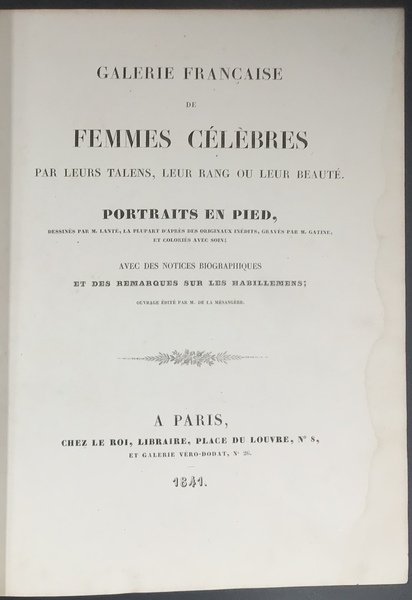 GALERIE FRANÇAISE
DE
FEMMES CÉLÈBRES
PAR LEURS TALENS, LEUR RANG OU LEUR BEAUTÉ.
PORTRAITS EN PIED,
DESSINÉS PAR M. LANTÉ, LA PLUPART D'APRÈS DES ORIGINAUX INÉDITS, GRAVÉS PAR M. GATINE,
ET COLORIÉS AVEC SOIN;
AVEC DES NOTICES BIOGRAPHIQUES
ET DES REMARQUES SUR LES HABILLEMENS;
OUVRAGE ÉDITÉ PAR M. DE LA MÉSANGÈRE.
A PARIS,
CHEZ LE ROI, LIBRAIRE, PLACE DU LOUVRE, N° 8,
ET GALERIE VERO-DODAT, N° 26.
1841.